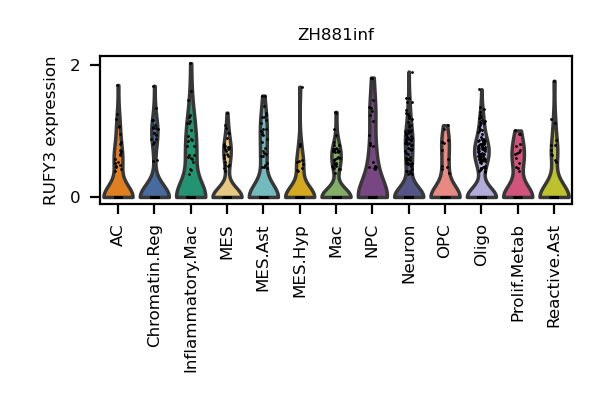 ZH881inf
RUFY3 expression
2
0
AC
Chromatin.Reg
Inflammatory.Mac
MES
MES.Ast
MES.Hyp
Mac
NPC
Neuron
OPC
Oligo
Prolif.Metab
Reactive.Ast